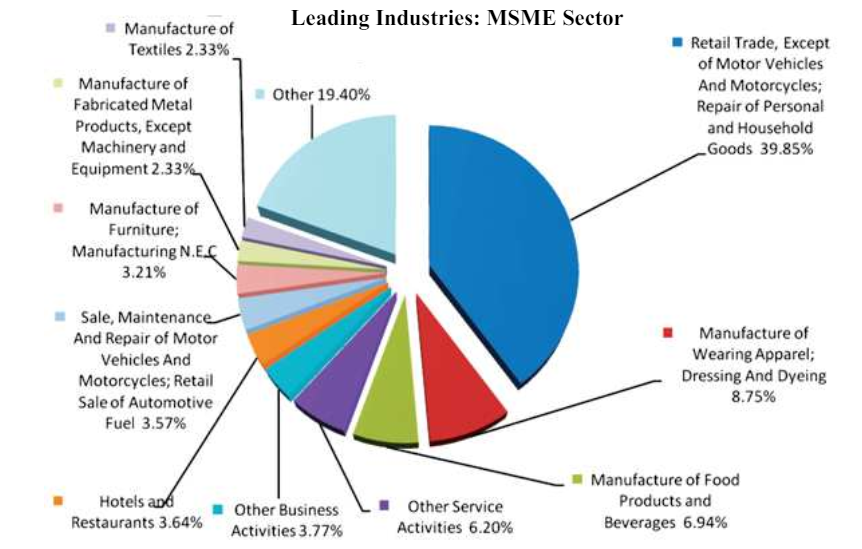 Leading Industries: MSME Sector
Manufacture of
Textiles 2.33%
Manufacture of
Fabricated Metal
Products, Except
Machinery and
Equipment 2.33%
Manufacture of
Furniture;
Manufacturing N.E.C
3.21%
Sale, Maintenance
And Repair of Motor
Vehicles And
Motorcycles; Retail
Sale of Automotive
Fuel 3.57%
Hotels and
Restaurants 3.64%
Other 19.40%
Retail Trade, Except
of Motor Vehicles
And Motorcycles;
Repair of Personal
and Household
Goods 39.85%
Manufacture of
Wearing Apparel;
Dressing And Dyeing
8.75%
Manufacture of Food
Products and
Beverages 6.94%
Other Service
Activities 6.20%
Other Business
Activities 3.77%